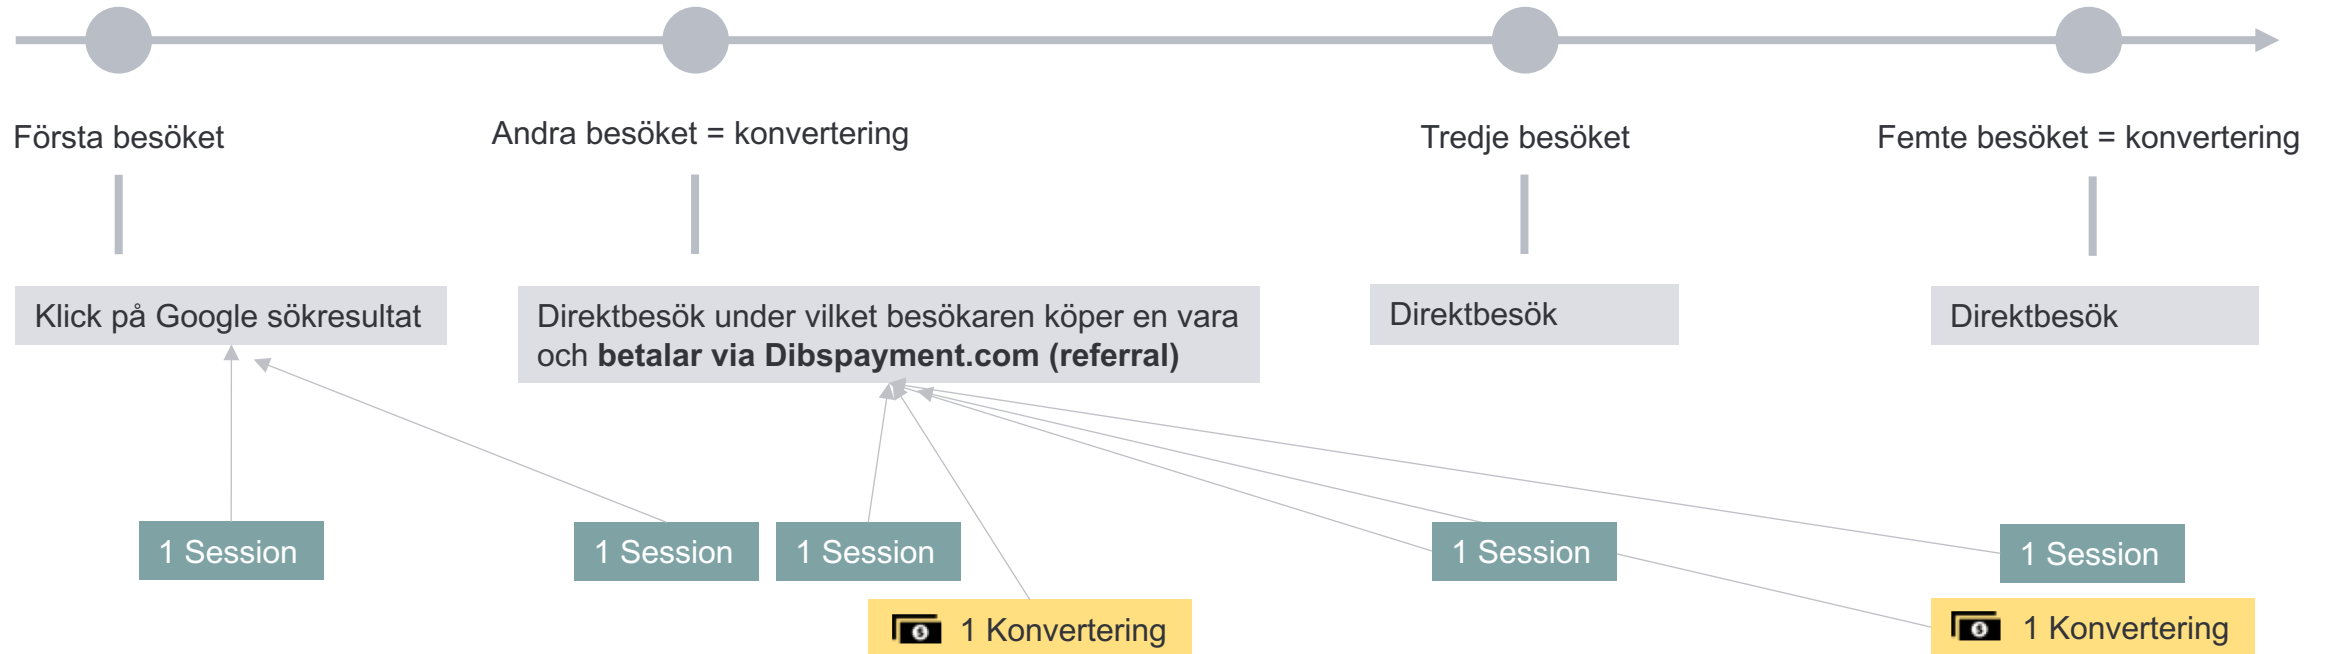 Första besöket
Andra besöket = konvertering
Tredje besöket
Femte besöket = konvertering
Klick på Google sökresultat
Direktbesök under vilket besökaren köper en vara
och betalar via Dibspayment.com (referral)
Direktbesök
Direktbesök
1 Session
1 Session
1 Session
1 Session
1 Session
1 Konvertering
1 Konvertering